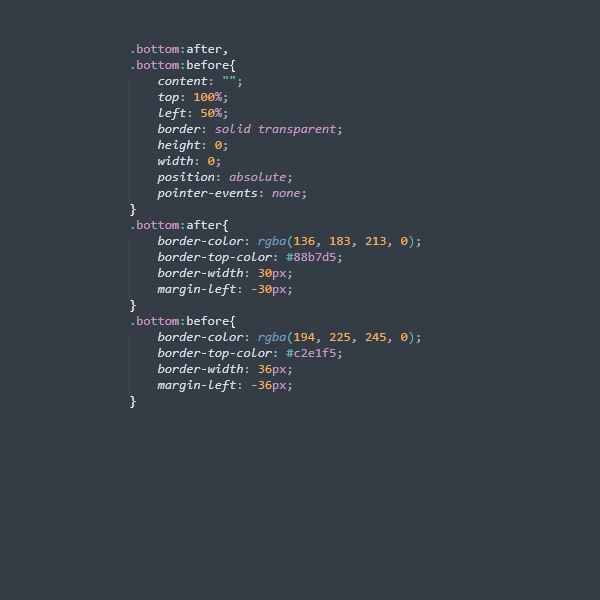 .bottom:after,
.bottom:before{
    content: "";
    top: 100%;
    left: 50%;
    border: solid transparent;
    height: 0;
    width: 0;
    position: absolute;
    pointer-events: none;
}
.bottom:after{
    border-color: rgba(136, 183, 213, 0);
    border-top-color: #88b7d5;
    border-width: 30px;
    margin-left: -30px;
}
.bottom:before{
    border-color: rgba(194, 225, 245, 0);
    border-top-color: #c2e1f5;
    border-width: 36px;
    margin-left: -36px;
}